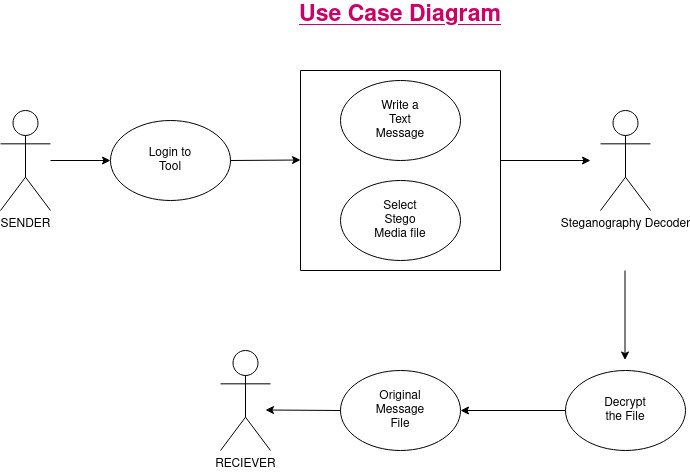 Use Case Diagram
Write a
Text
Message
Login to
Tool
Select
Stego
Media file
SENDER
Steganography Decoder
Original
Message
File
Decrypt
the File
RECIEVER